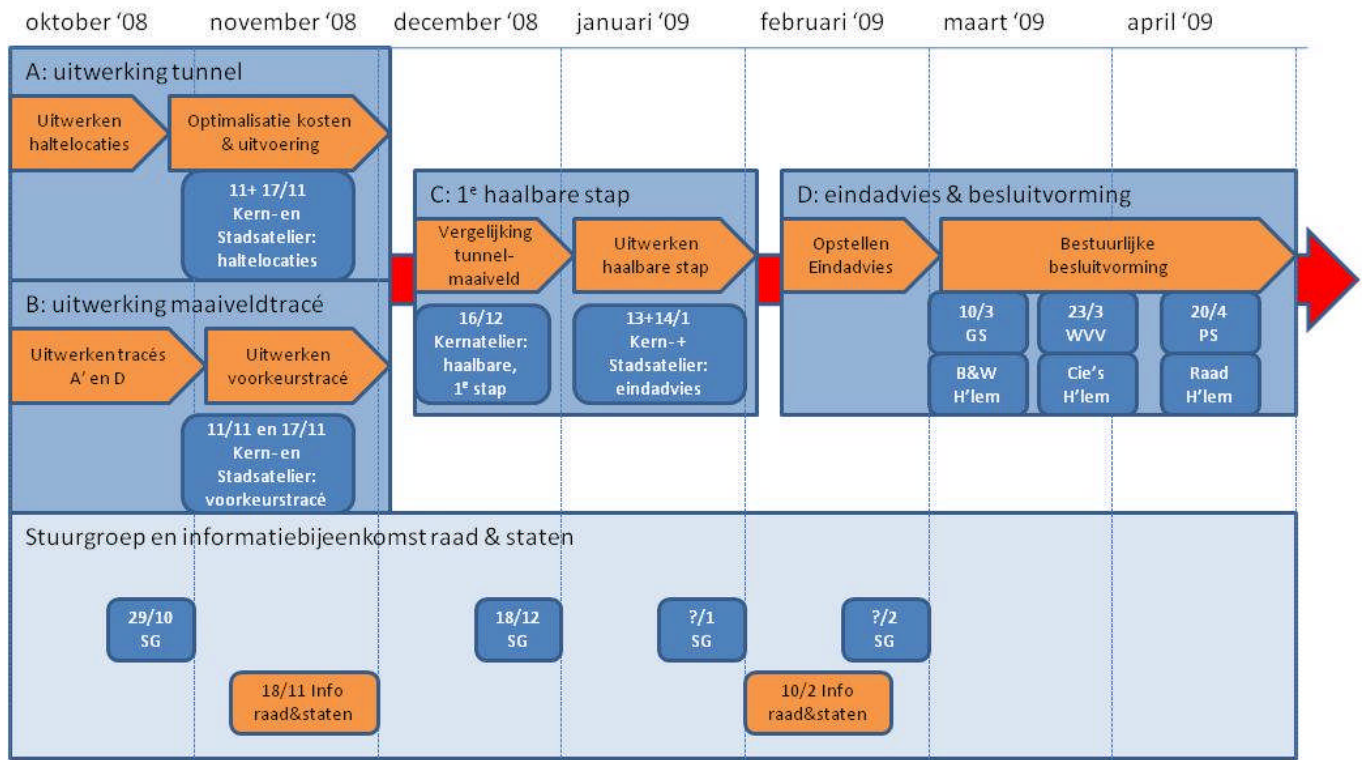 oktober ‘08 november ‘08 december ‘08 januari ‘09 februari ‘09 maart ‘09 april ‘09
A: uitwerking tunnel
Uitwerken
haltelocaties
Optimalisatie kosten
& uitvoering
11+ 17/11
Kern- en
Stadsatelier:
haltelocaties
B: uitwerking maaiveldtracé
Uitwerken tracés
A’ en D
Uitwerken
voorkeurstracé
11/11 en 17/11
Kern- en
Stadsatelier:
voorkeurstracé
C: 1e haalbare stap
Vergelijking
tunnel-
maaiveld
Uitwerken
haalbare stap
16/12
Kernatelier:
haalbare,
1e stap
13+14/1
Kern-+
Stadsatelier:
eindadvies
D: eindadvies & besluitvorming
Opstellen
Eindadvies
Bestuurlijke
besluitvorming
10/3
GS
23/3
WVV
20/4
PS
B&W
H’lem
Cie’s
H’lem
Raad
H’lem
Stuurgroep en informatiebijeenkomst raad & staten
29/10
SG
18/12
SG
?/1
SG
?/2
SG
18/11 Info
raad&staten
10/2 Info
raad&staten